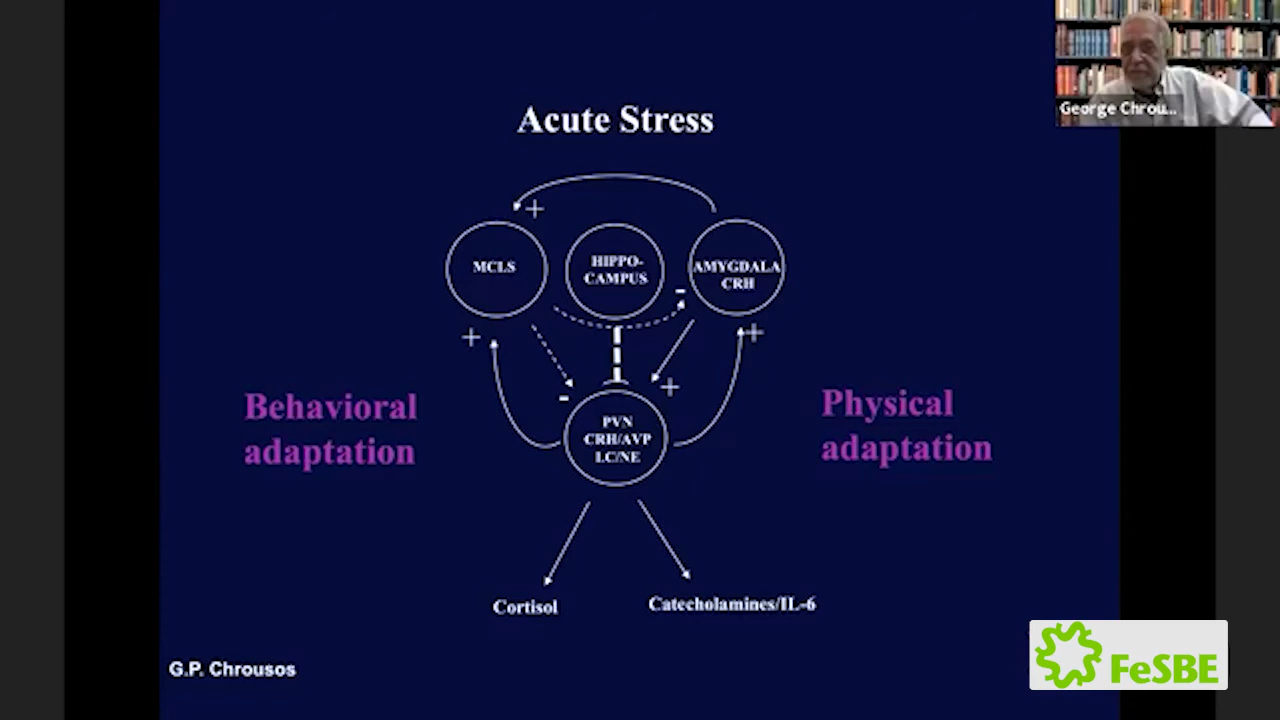 George Chrou...
Acute Stress
+
MCLS
HIPPO-
CAMPUS
AMYGDALA
CRH
-
+
+
+
-
Behavioral
adaptation
Physical
adaptation
PVN
CRH/AVP
LC/NE
Cortisol
Catecholamines/IL-6
G.P. Chrousos
FeSBE